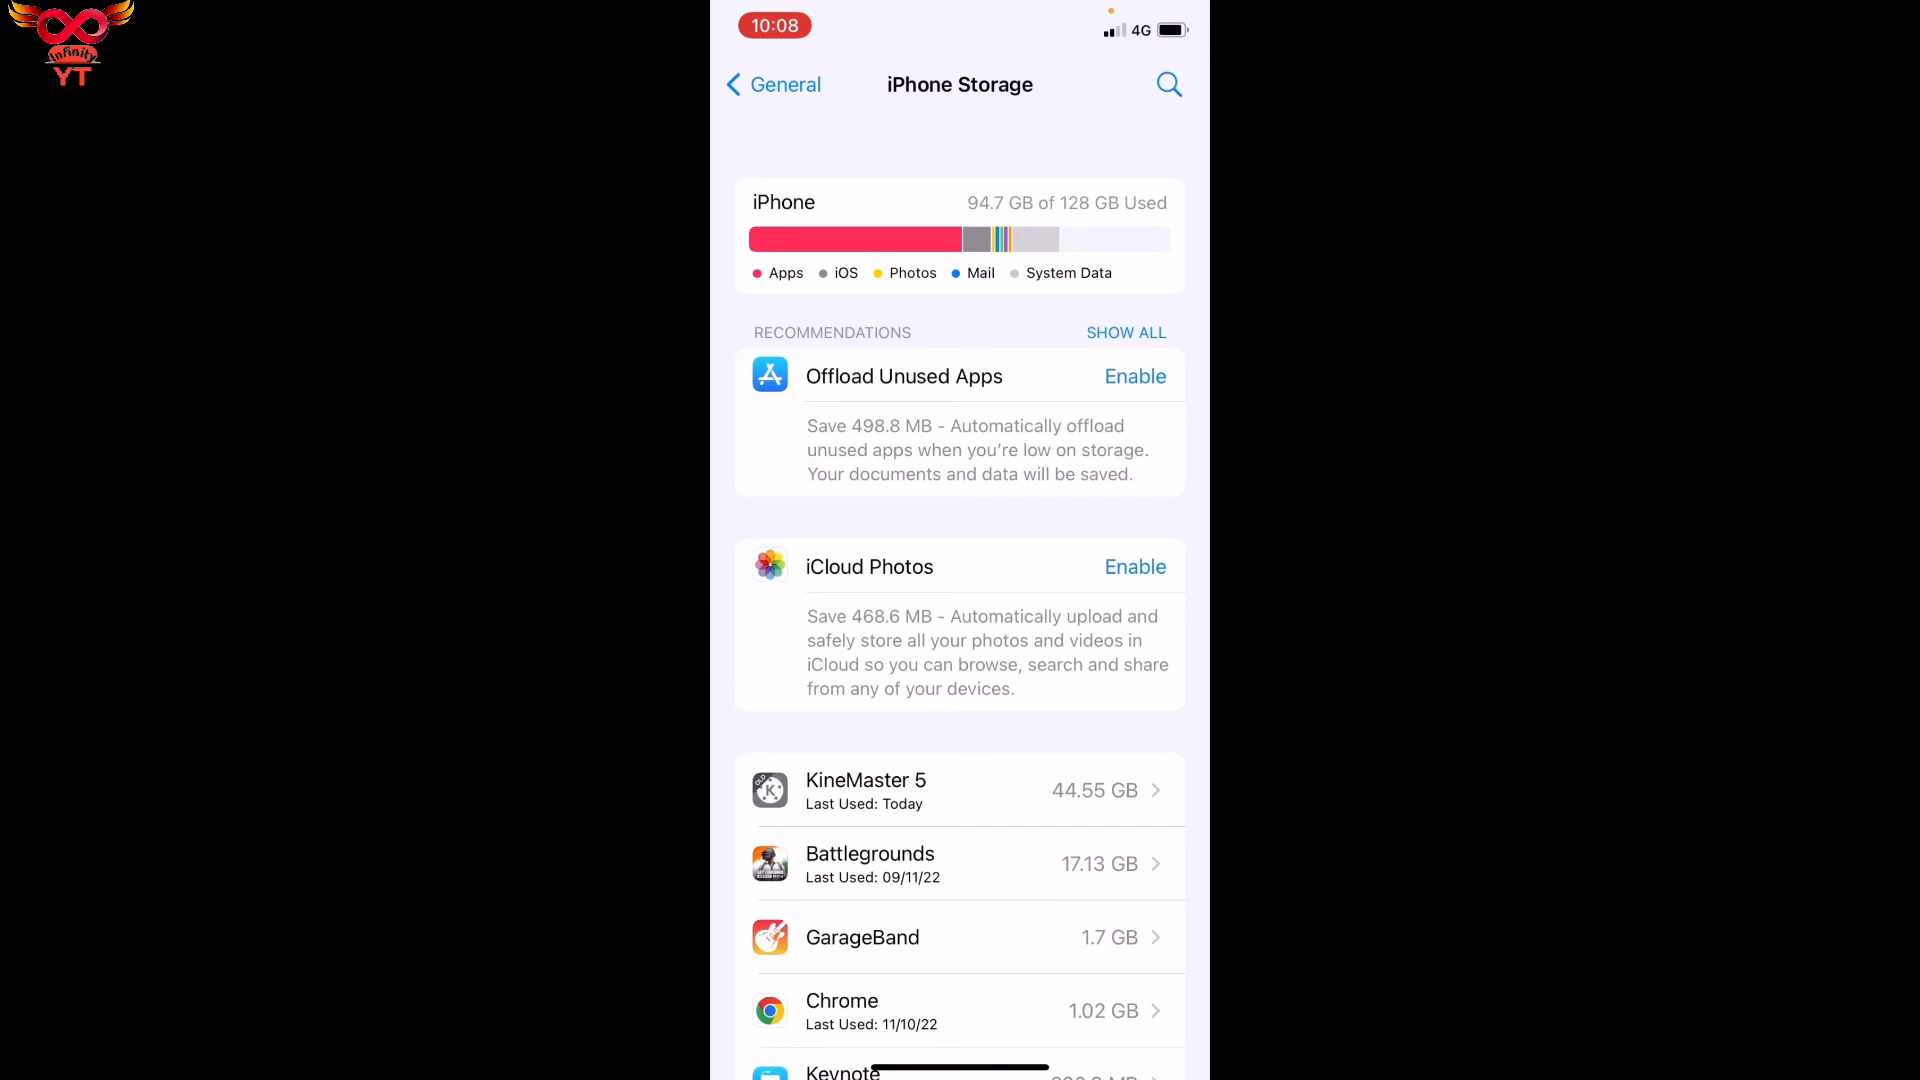 infinity
YT
10:08
4G
General
iPhone Storage
iPhone
94.7 GB of 128 GB Used
Apps
iOS
Photos
Mail
System Data
RECOMMENDATIONS
SHOW ALL
Offload Unused Apps
Enable
Save 498.8 MB - Automatically offload
unused apps when you're low on storage.
Your documents and data will be saved.
iCloud Photos
Enable
Save 468.6 MB - Automatically upload and
safely store all your photos and videos in
iCloud so you can browse, search and share
from any of your devices.
OLD
K
KineMaster 5
44.55 GB
Last Used: Today
Battlegrounds
17.13 GB
Last Used: 09/11/22
GarageBand
1.7 GB
Chrome
1.02 GB
Last Used: 11/10/22
Keynote